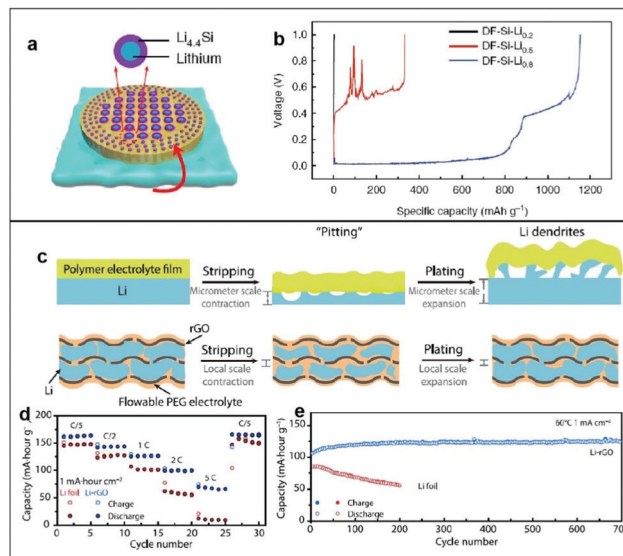 a
Li4.4Si
Lithium
b
DF-Si-Li0.2
DF-Si-Li0.5
DF-Si-Li0.8
Voltage (V)
1.0
0.8
0.6
0.4
0.2
0.0
0 200 400 600 800 1000 1200
Specific capacity (mAh g⁻¹)
c
"Pitting"
Li dendrites
Polymer electrolyte film
Li
Stripping
Micrometer scale
contraction
Plating
Micrometer scale
expansion
rGO
Li
Flowable PEG electrolyte
Stripping
Local scale
contraction
Plating
Local scale
expansion
d
Capacity (mA·hour g⁻¹)
200
150
100
50
0
C/5
C/2
1 C
2 C
5 C
C/5
1 mA·hour cm⁻²
Li foil Li-rGO
Charge
Discharge
0 5 10 15 20 25 30
Cycle number
e
Capacity (mA·hour g⁻¹)
200
150
100
50
0
60°C 1 mA cm⁻²
Li-rGO
Li foil
Charge
Discharge
0 100 200 300 400 500 600 70
Cycle number